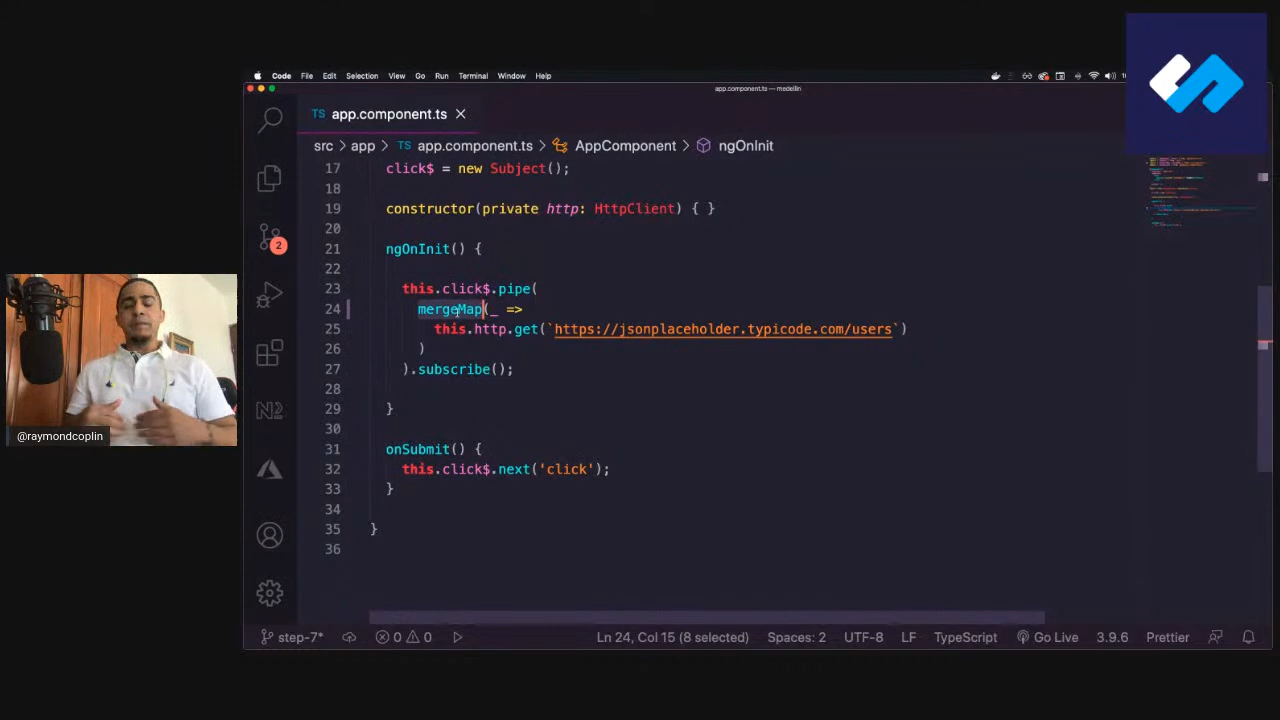 Code File Edit Selection View Go Run Terminal Window Help
app.component.ts — medellin
TS app.component.ts
src > app > TS app.component.ts > AppComponent > ngOnInit
17 click$ = new Subject();
18
19 constructor(private http: HttpClient) { }
20
21 ngOnInit() {
22
23 this.click$.pipe(
24 mergeMap(_ =>
25 this.http.get(`https://jsonplaceholder.typicode.com/users`)
26 )
27 ).subscribe();
28
29 }
30
31 onSubmit() {
32 this.click$.next('click');
33 }
34
35 }
36
2
@raymondcoplin
step-7* 0 0 Ln 24, Col 15 (8 selected) Spaces: 2 UTF-8 LF TypeScript Go Live 3.9.6 Prettier